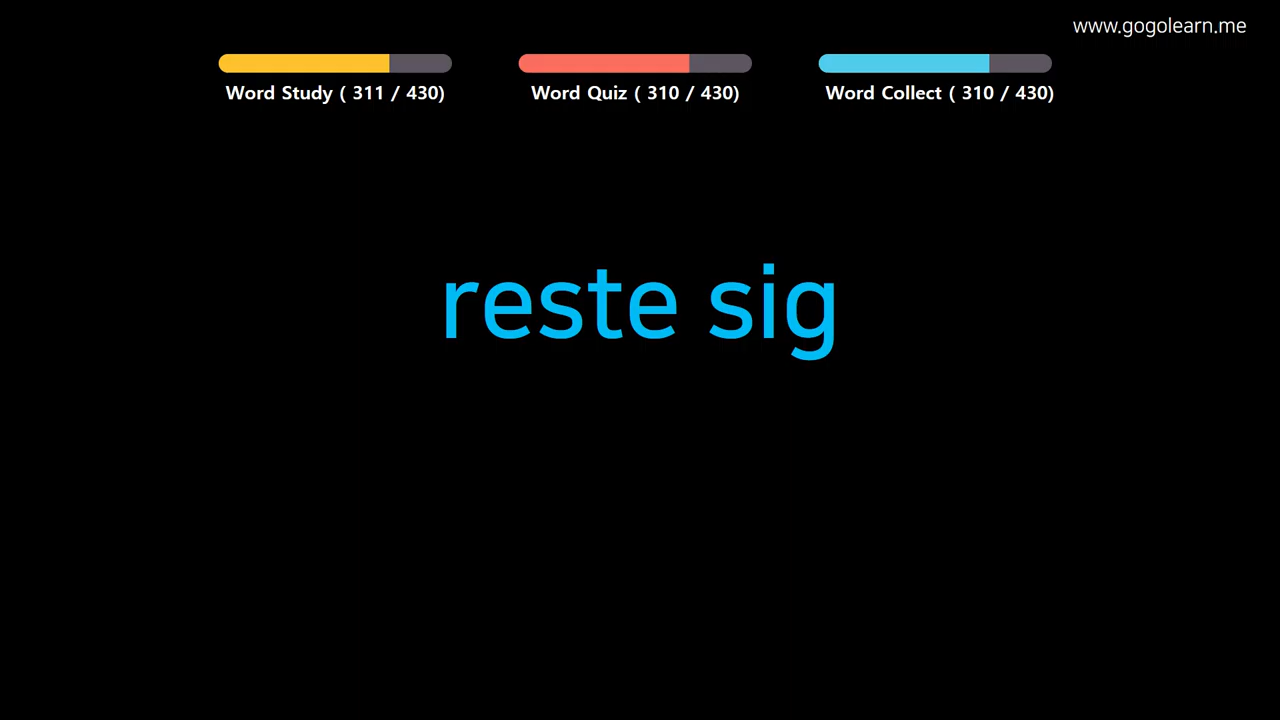 www.gogolearn.me
Word Study ( 311 / 430)
Word Quiz ( 310 / 430)
Word Collect ( 310 / 430)
reste sig